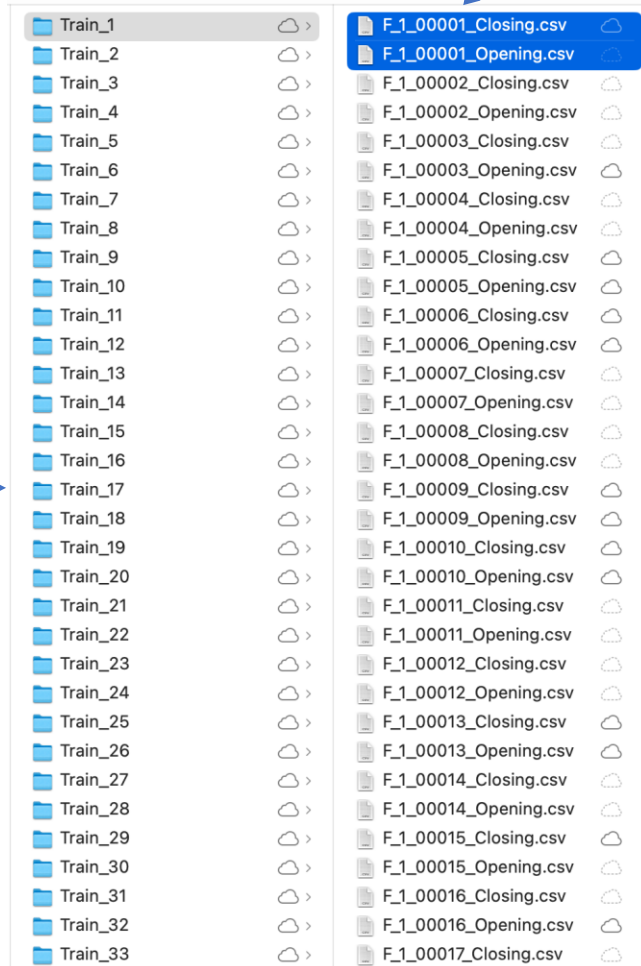 Train_1
Train_2
Train_3
Train_4
Train_5
Train_6
Train_7
Train_8
Train_9
Train_10
Train_11
Train_12
Train_13
Train_14
Train_15
Train_16
Train_17
Train_18
Train_19
Train_20
Train_21
Train_22
Train_23
Train_24
Train_25
Train_26
Train_27
Train_28
Train_29
Train_30
Train_31
Train_32
Train_33
F_1_00001_Closing.csv
F_1_00001_Opening.csv
F_1_00002_Closing.csv
F_1_00002_Opening.csv
F_1_00003_Closing.csv
F_1_00003_Opening.csv
F_1_00004_Closing.csv
F_1_00004_Opening.csv
F_1_00005_Closing.csv
F_1_00005_Opening.csv
F_1_00006_Closing.csv
F_1_00006_Opening.csv
F_1_00007_Closing.csv
F_1_00007_Opening.csv
F_1_00008_Closing.csv
F_1_00008_Opening.csv
F_1_00009_Closing.csv
F_1_00009_Opening.csv
F_1_00010_Closing.csv
F_1_00010_Opening.csv
F_1_00011_Closing.csv
F_1_00011_Opening.csv
F_1_00012_Closing.csv
F_1_00012_Opening.csv
F_1_00013_Closing.csv
F_1_00013_Opening.csv
F_1_00014_Closing.csv
F_1_00014_Opening.csv
F_1_00015_Closing.csv
F_1_00015_Opening.csv
F_1_00016_Closing.csv
F_1_00016_Opening.csv
F_1_00017_Closing.csv